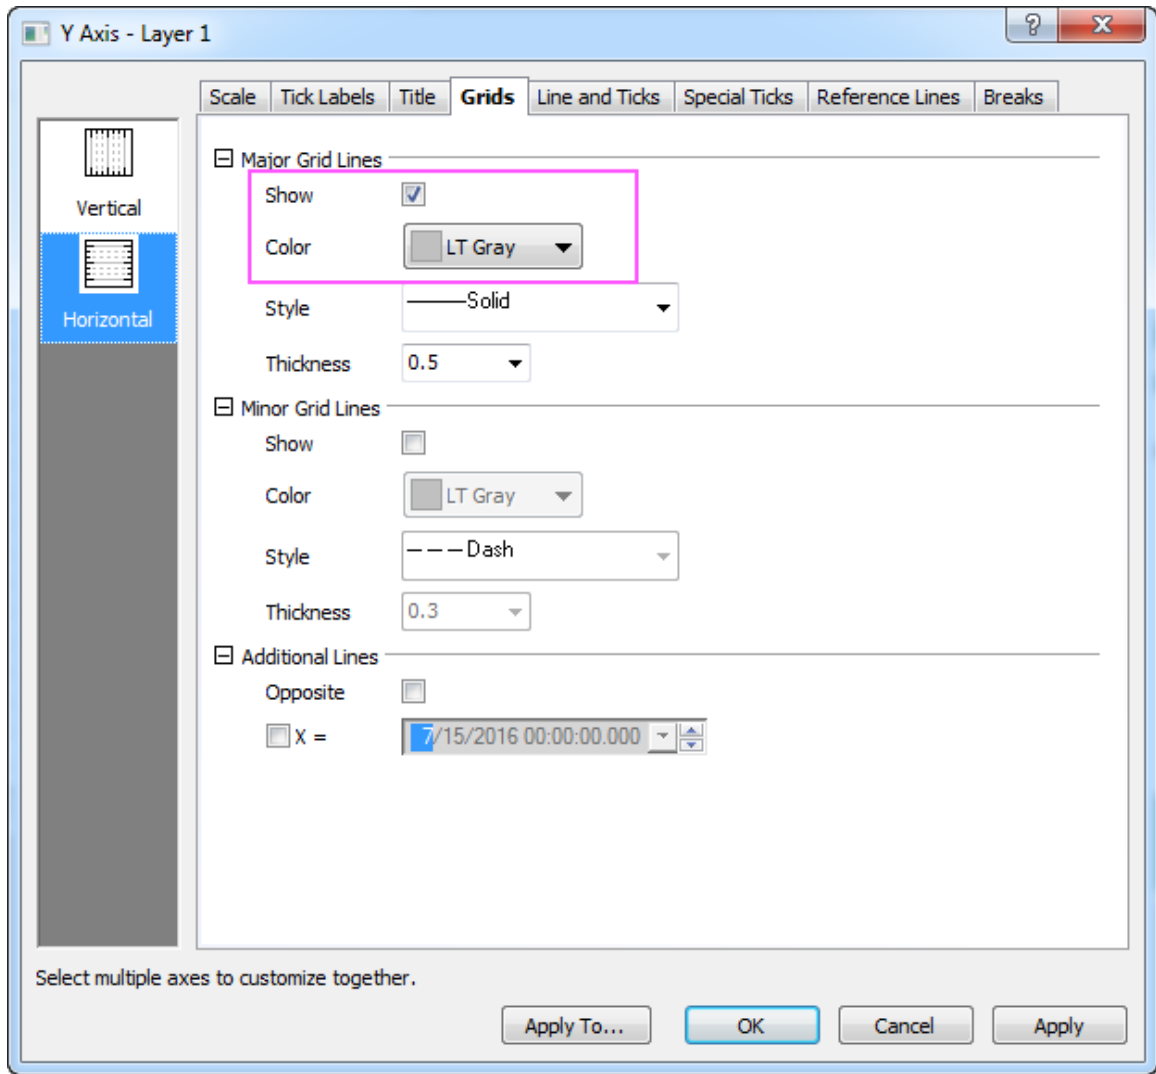 Y Axis - Layer 1
Scale Tick Labels Title Grids Line and Ticks Special Ticks Reference Lines Breaks
Vertical
Horizontal
Major Grid Lines
Show
Color LT Gray
Style Solid
Thickness 0.5
Minor Grid Lines
Show
Color LT Gray
Style Dash
Thickness 0.3
Additional Lines
Opposite
X = 7/15/2016 00:00:00.000
Select multiple axes to customize together.
Apply To... OK Cancel Apply